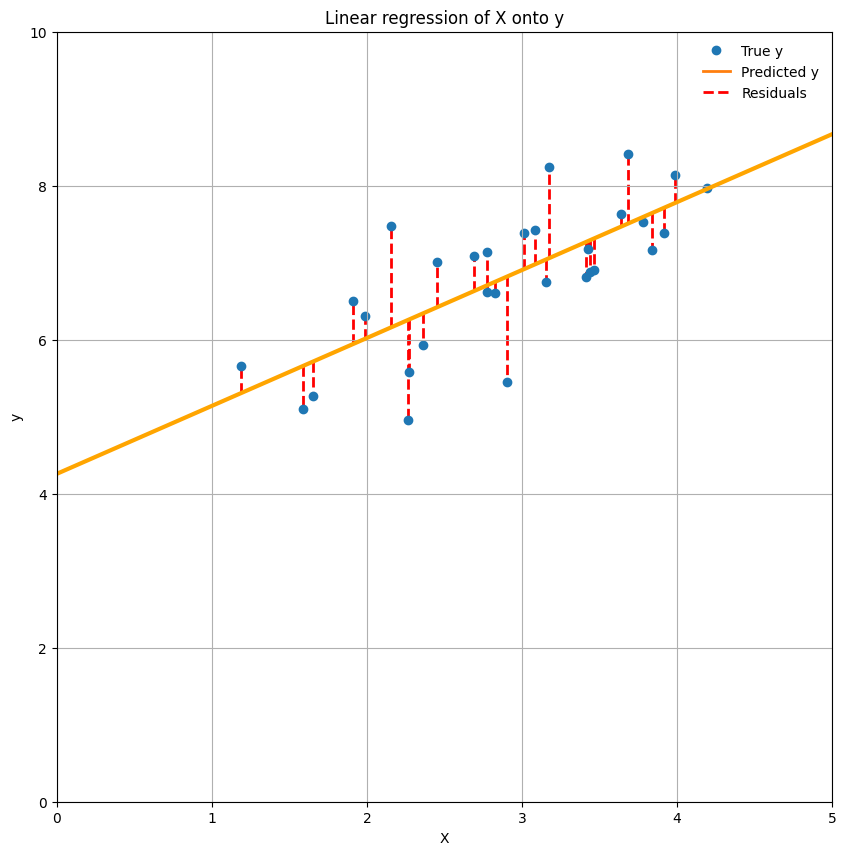 Linear regression of X onto y
True y
Predicted y
Residuals
10
8
6
4
2
0
y
0 1 2 3 4 5
X